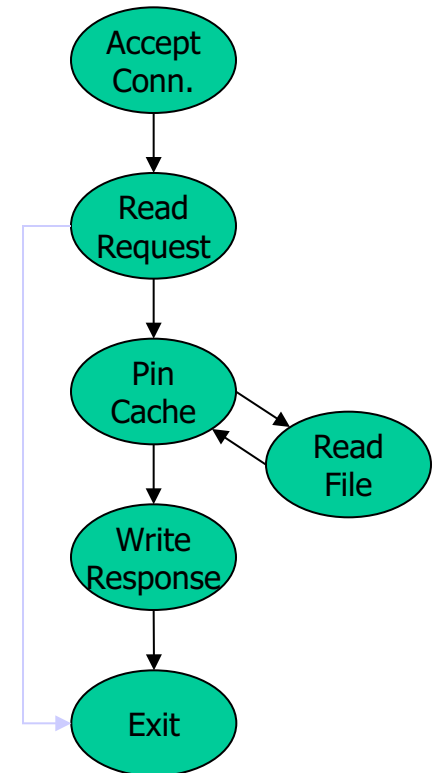 Accept
Conn.
Read
Request
Pin
Cache
Read
File
Write
Response
Exit